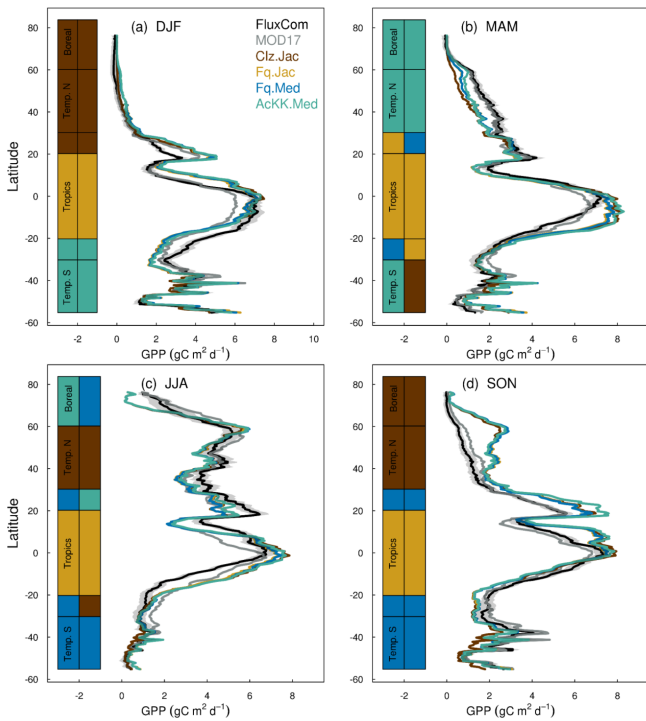 (a) DJF
FluxCom
MOD17
Clz.Jac
Fq.Jac
Fq.Med
AcKK.Med
Latitude
80
60
40
20
0
-20
-40
-60
Boreal
Temp. N
Tropics
Temp. S
-2 0 2 4 6 8 10
GPP (gC m² d⁻¹)
(b) MAM
80
60
40
20
0
-20
-40
-60
Boreal
Temp. N
Tropics
Temp. S
-2 0 2 4 6 8
GPP (gC m² d⁻¹)
(c) JJA
Latitude
80
60
40
20
0
-20
-40
-60
Boreal
Temp. N
Tropics
Temp. S
-2 0 2 4 6 8
GPP (gC m² d⁻¹)
(d) SON
80
60
40
20
0
-20
-40
-60
Boreal
Temp. N
Tropics
Temp. S
-2 0 2 4 6 8
GPP (gC m² d⁻¹)